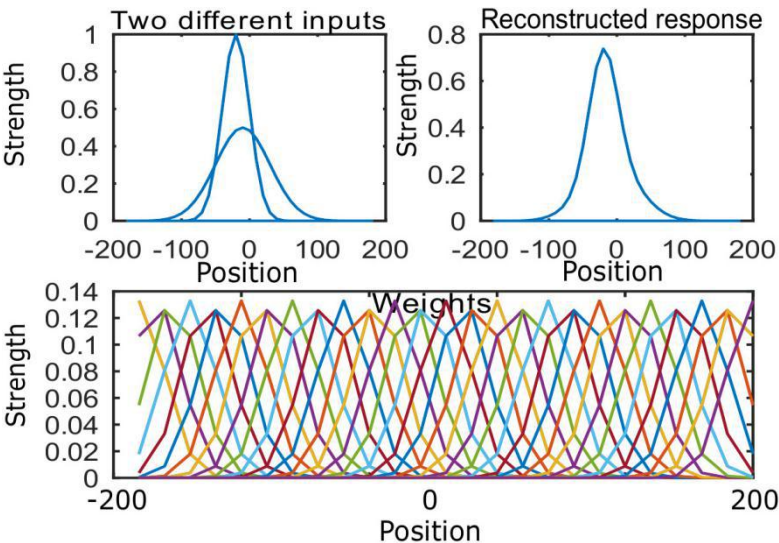 Two different inputs
Strength
1
0.8
0.6
0.4
0.2
0
-200 -100 0 100 200
Position
Reconstructed response
Strength
0.8
0.6
0.4
0.2
0
-200 -100 0 100 200
Position
Weights
Strength
0.14
0.12
0.1
0.08
0.06
0.04
0.02
0
-200 0 200
Position